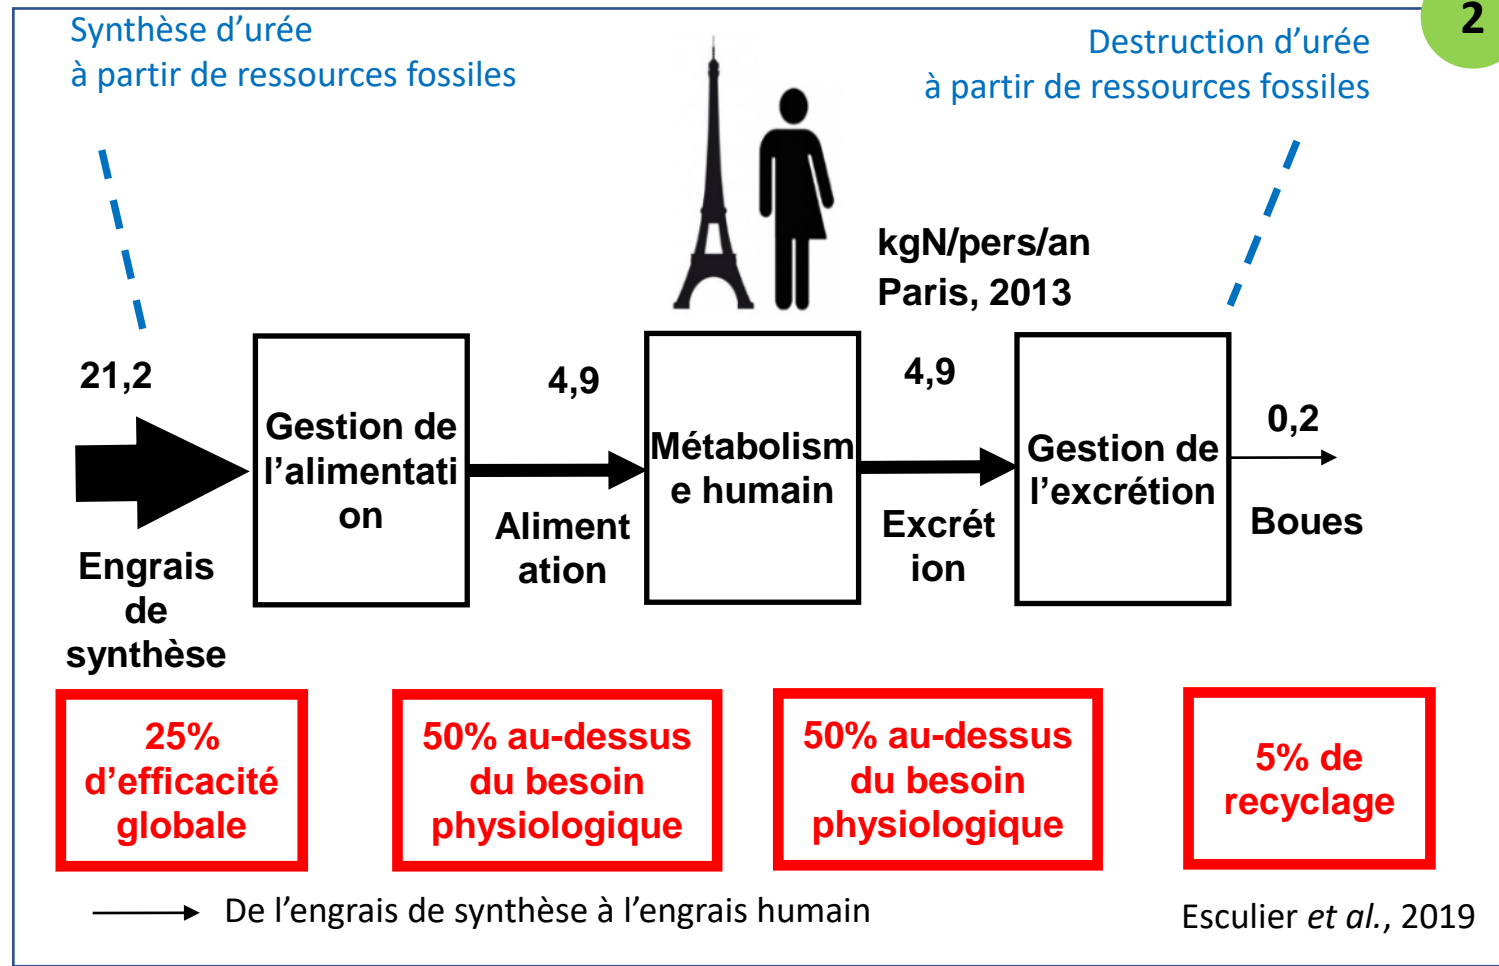 2
Synthèse d’urée
à partir de ressources fossiles
Destruction d’urée
à partir de ressources fossiles
kgN/pers/an
Paris, 2013
21,2
Engrais
de
synthèse
Gestion de
l’alimentati
on
4,9
Aliment
ation
Métabolism
e humain
4,9
Excrét
ion
Gestion de
l’excrétion
0,2
Boues
25%
d’efficacité
globale
50% au-dessus
du besoin
physiologique
50% au-dessus
du besoin
physiologique
5% de
recyclage
De l’engrais de synthèse à l’engrais humain
Esculier et al., 2019